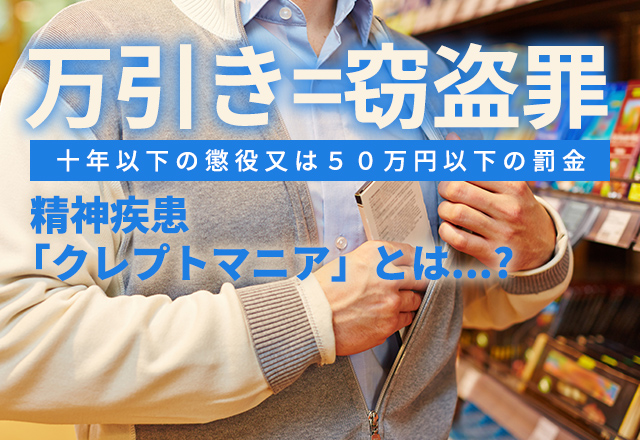 万引き=窃盗罪
十年以下の懲役又は５０万円以下の罰金
精神疾患
「クレプトマニア」とは...?